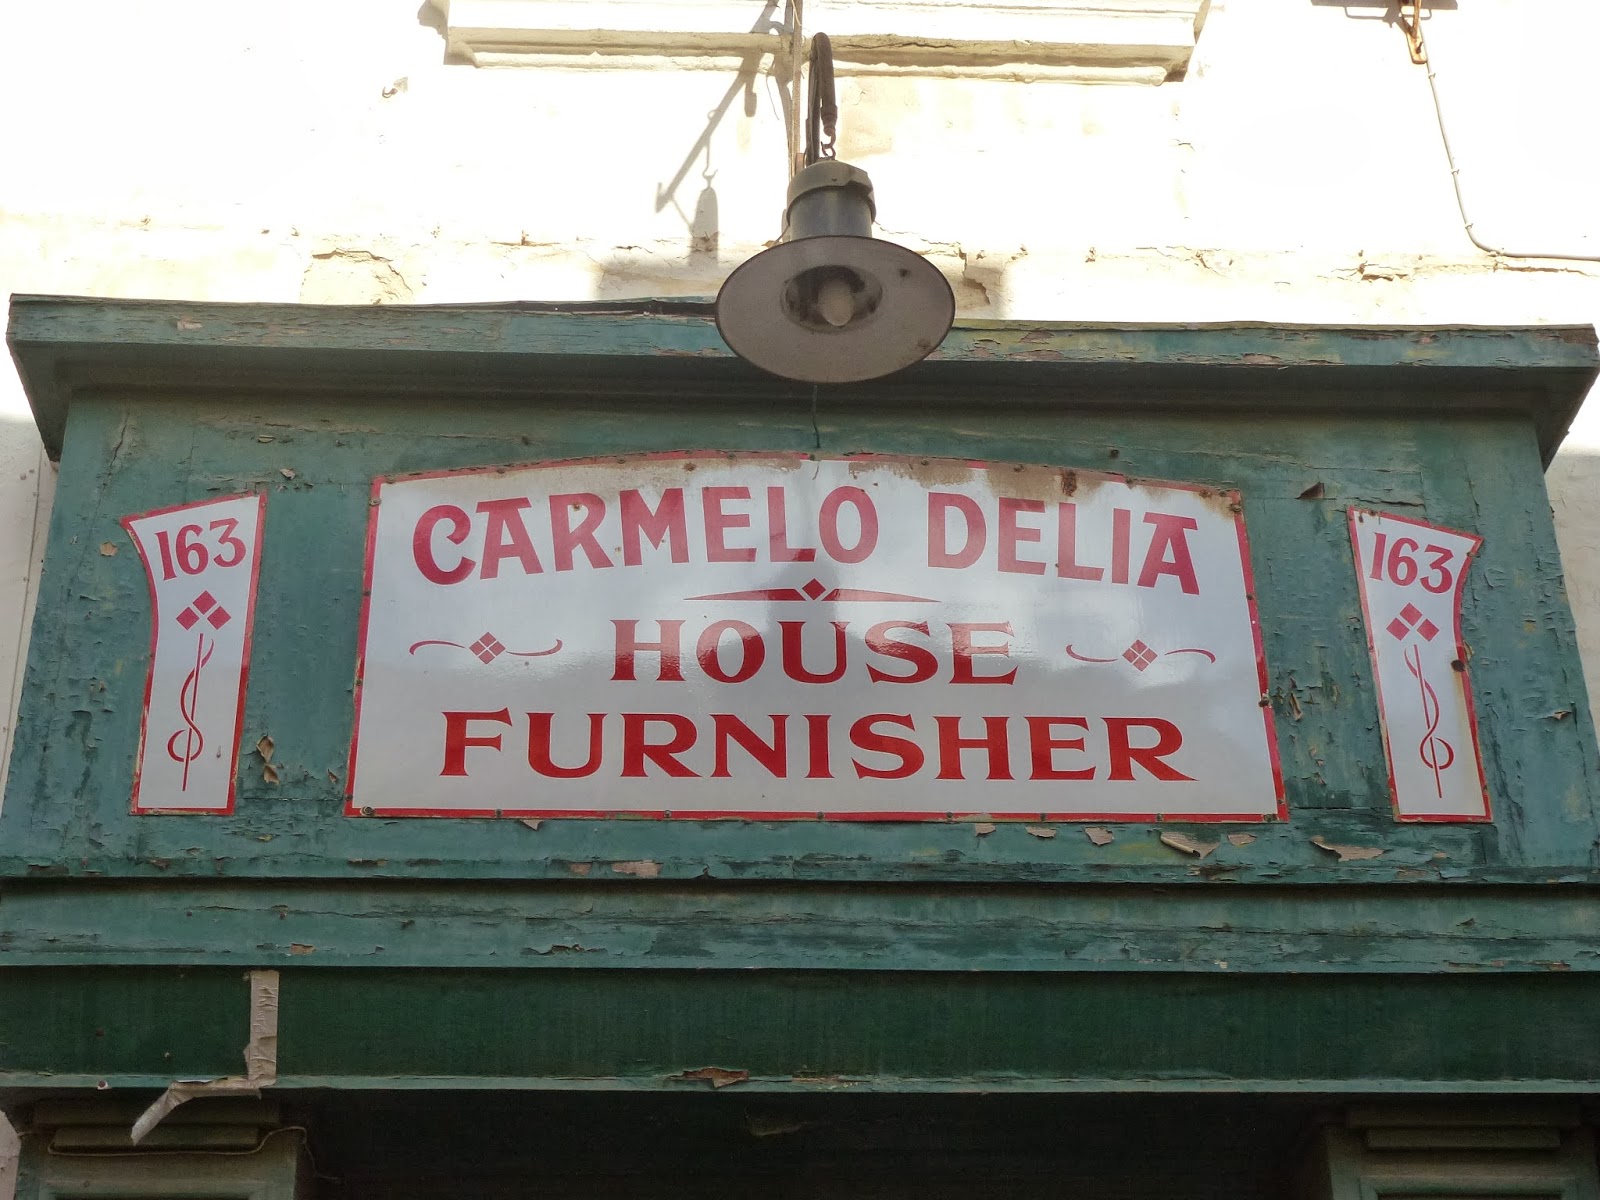 CARMELO DELIA
HOUSE
FURNISHER
163
163